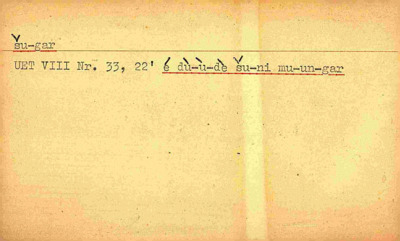 šu-gar
UET VIII Nr. 33, 22' é dù-ù-dè šu-ni mu-un-gar